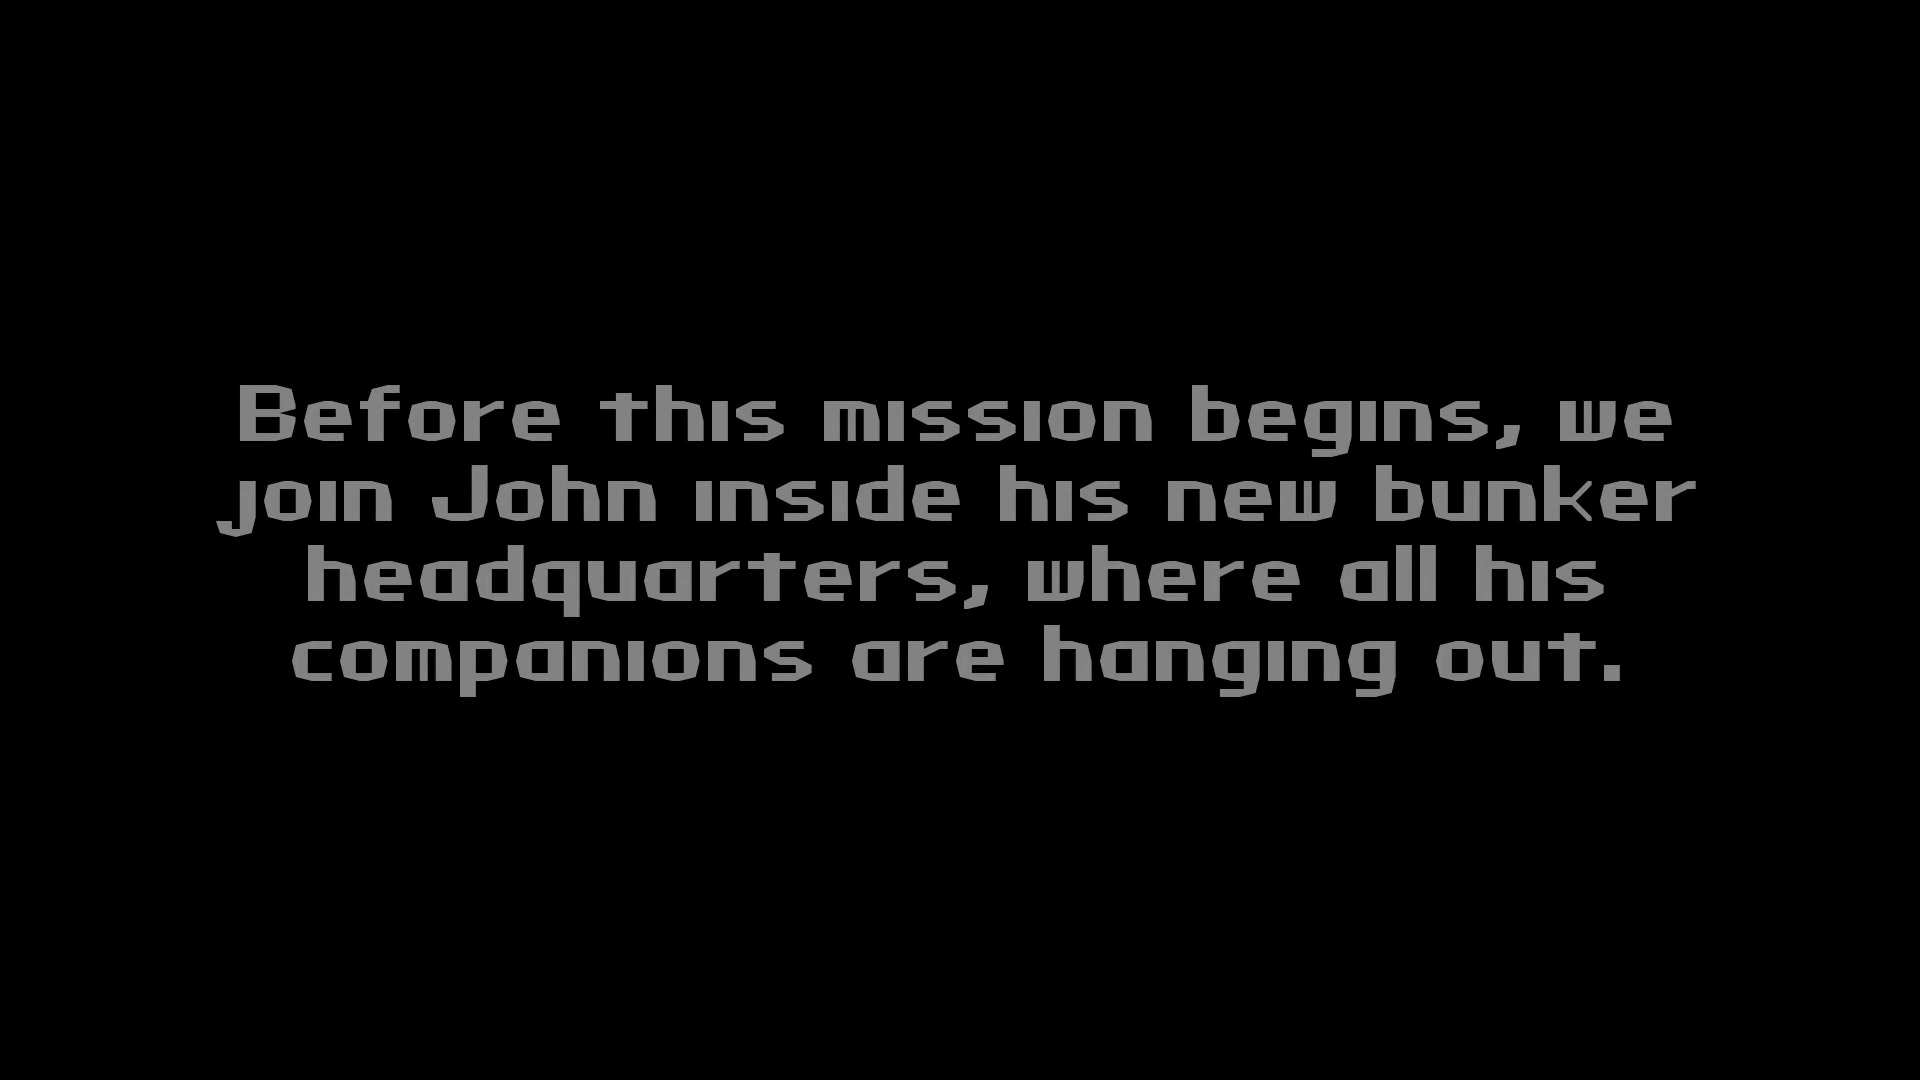 Before this mission begins, we
join John inside his new bunker
headquarters, where all his
companions are hanging out.